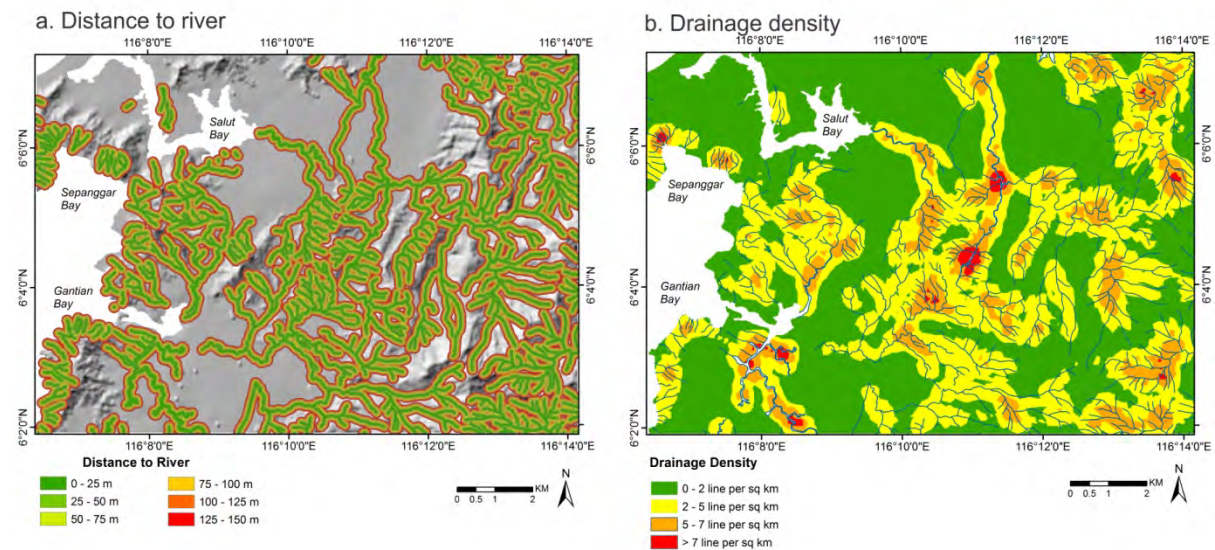 a. Distance to river
116°8'0"E
116°10'0"E
116°12'0"E
116°14'0"E
6°6'0"N
6°4'0"N
6°2'0"N
Salut
Bay
Sepanggar
Bay
Gantian
Bay
6°6'0"N
6°4'0"N
6°2'0"N
116°8'0"E
116°10'0"E
116°12'0"E
116°14'0"E
Distance to River
0 - 25 m
25 - 50 m
50 - 75 m
75 - 100 m
100 - 125 m
125 - 150 m
KM
0 0.5 1 2
N
b. Drainage density
116°8'0"E
116°10'0"E
116°12'0"E
116°14'0"E
6°6'0"N
6°4'0"N
6°2'0"N
Salut
Bay
Sepanggar
Bay
Gantian
Bay
6°6'0"N
6°4'0"N
6°2'0"N
116°8'0"E
116°10'0"E
116°12'0"E
116°14'0"E
Drainage Density
0 - 2 line per sq km
2 - 5 line per sq km
5 - 7 line per sq km
> 7 line per sq km
KM
0 0.5 1 2
N